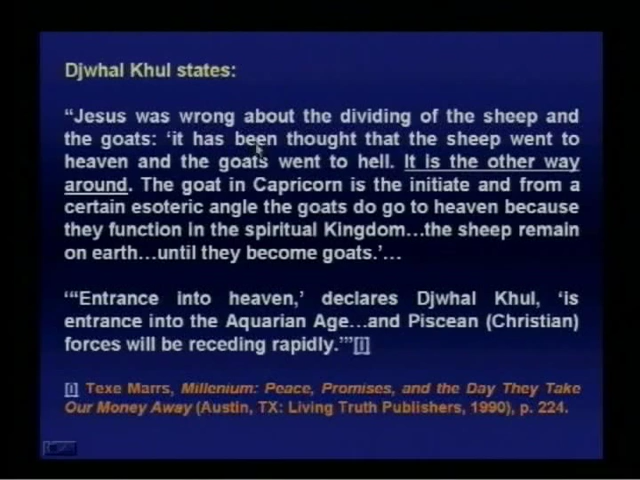 Djwhal Khul states:
“Jesus was wrong about the dividing of the sheep and
the goats: ‘it has been thought that the sheep went to
heaven and the goats went to hell. It is the other way
around. The goat in Capricorn is the initiate and from a
certain esoteric angle the goats do go to heaven because
they function in the spiritual Kingdom…the sheep remain
on earth…until they become goats.’…
‘“Entrance into heaven,’ declares Djwhal Khul, ‘is
entrance into the Aquarian Age…and Piscean (Christian)
forces will be receding rapidly.’”[i]
[i] Texe Marrs, Millenium: Peace, Promises, and the Day They Take
Our Money Away (Austin, TX: Living Truth Publishers, 1990), p. 224.